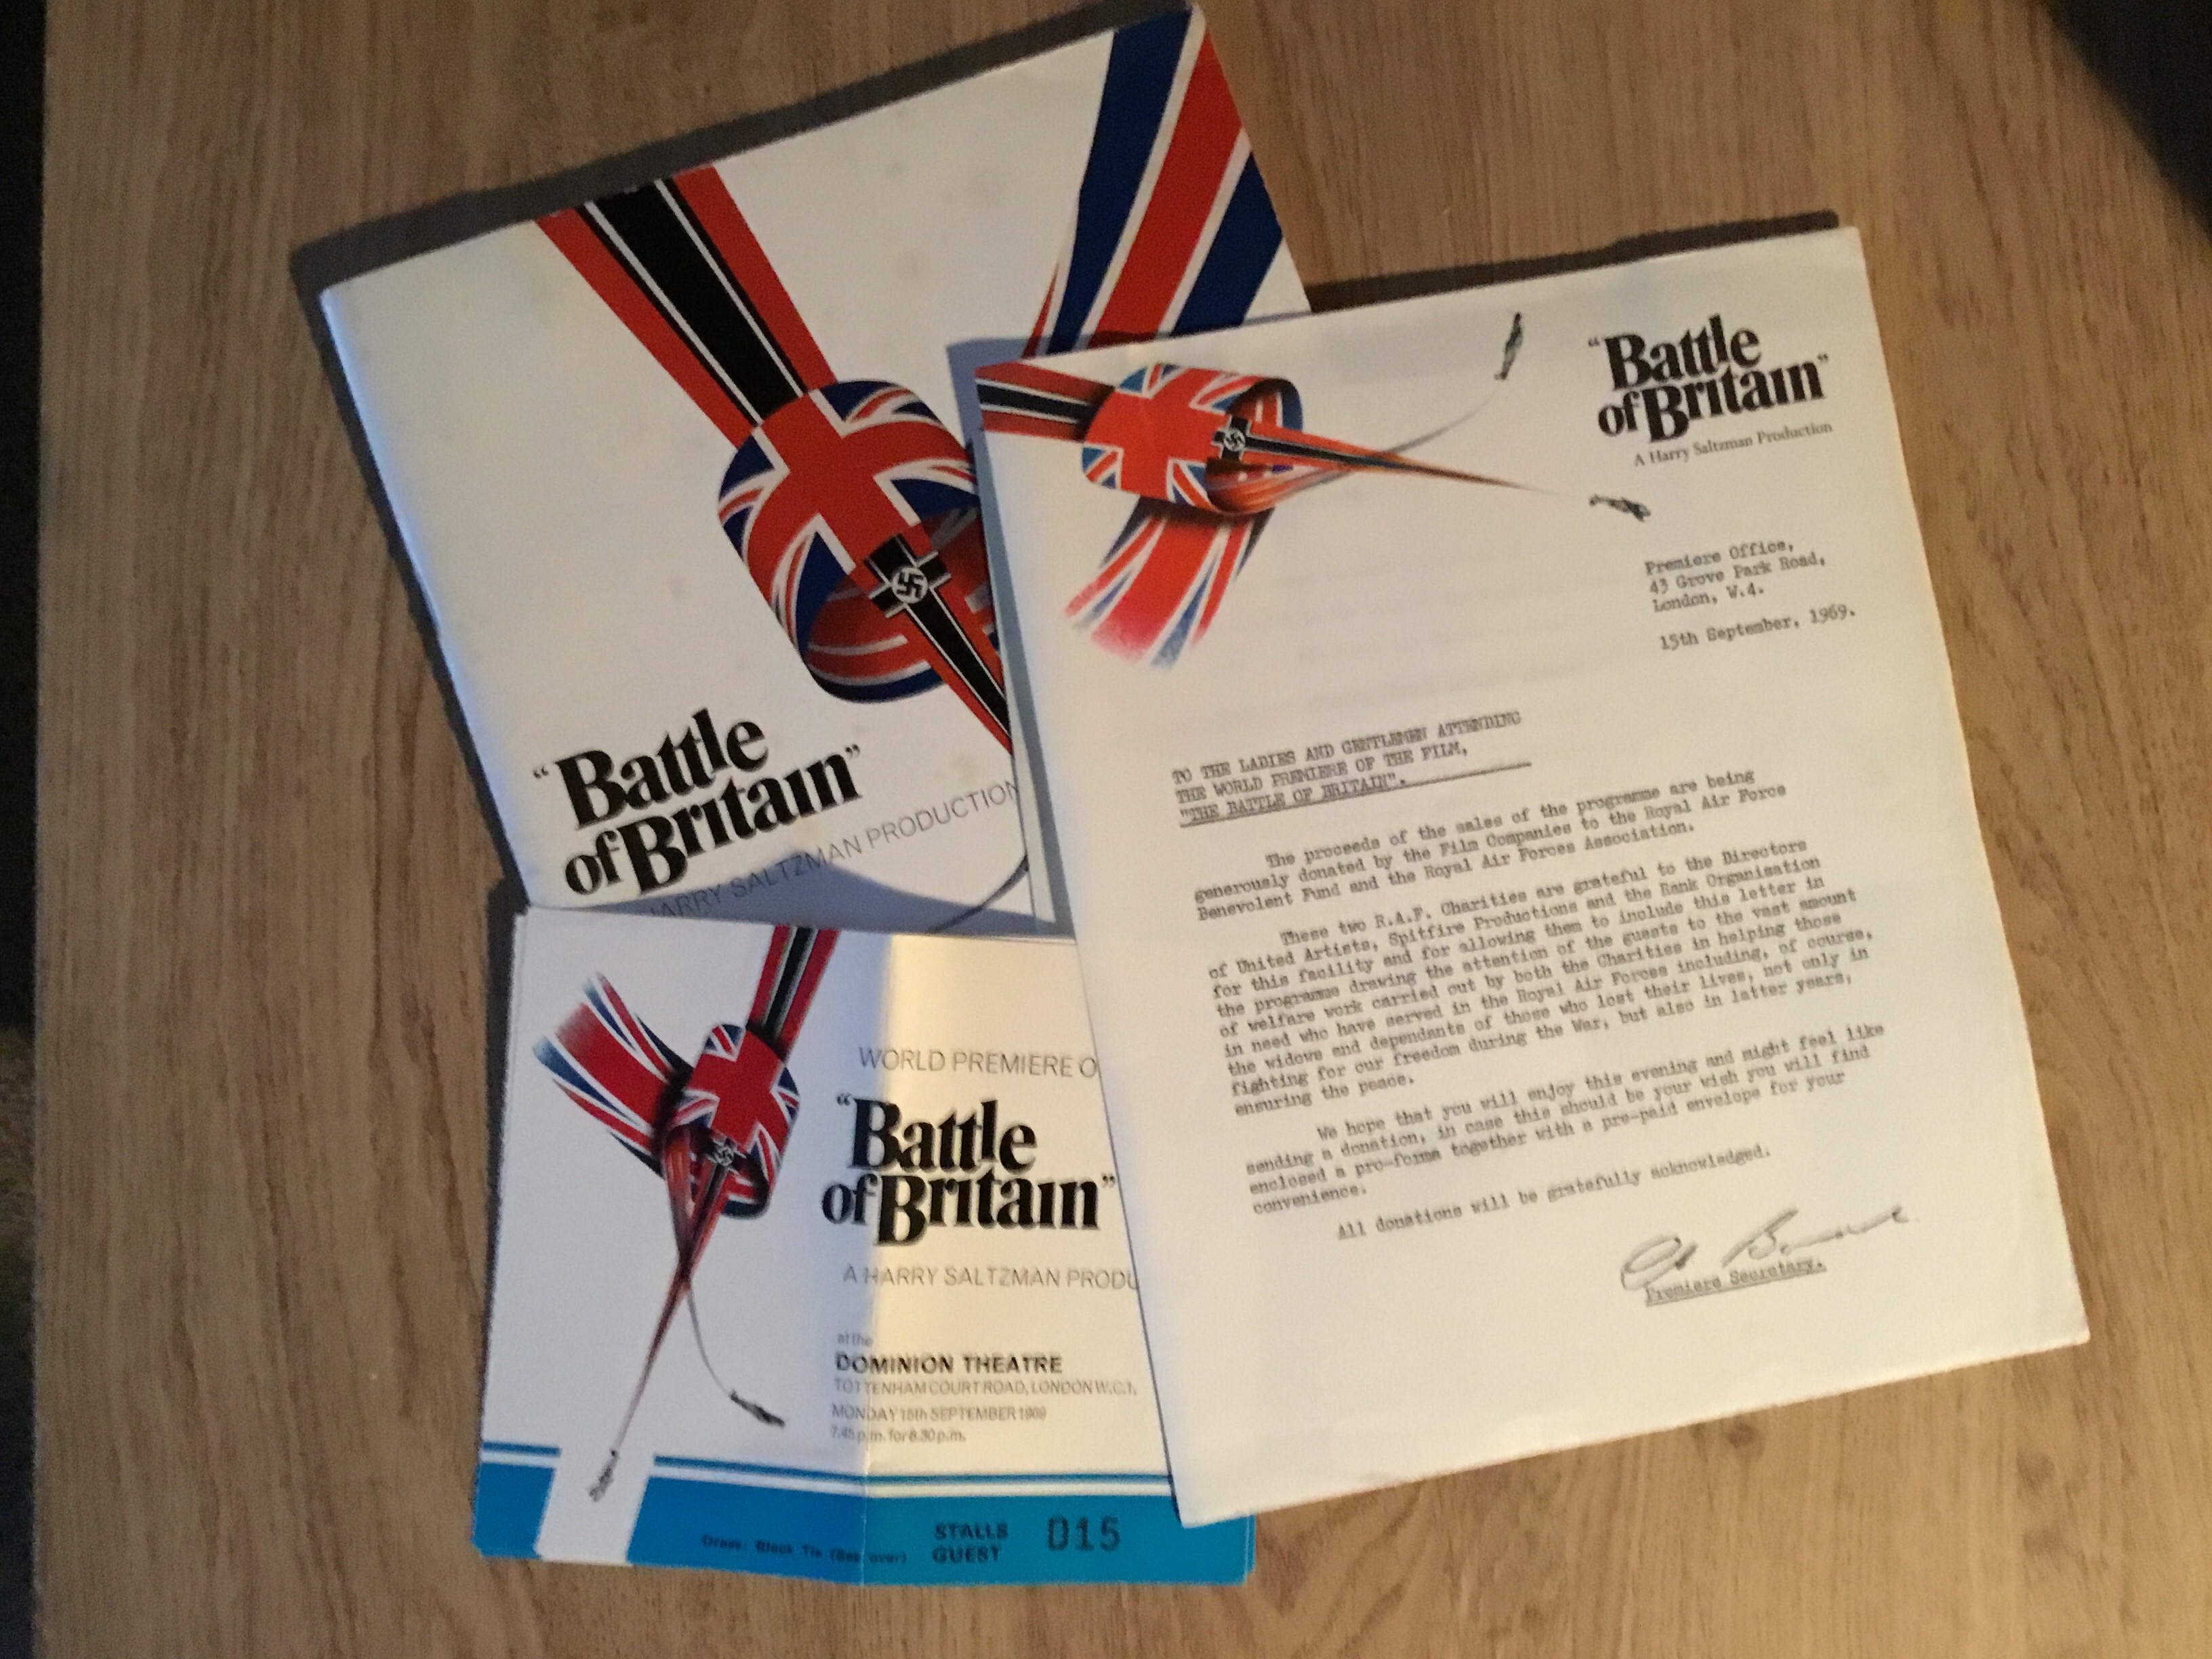 “Battle
of Britain”
HARRY SALTZMAN PRODUCTION
“Battle
of Britain”
A Harry Saltzman Production
Premiere Office,
43 Grove Park Road,
London, W.4.
15th September, 1969.
TO THE LADIES AND GENTLEMEN ATTENDING
THE WORLD PREMIERE OF THE FILM,
"THE BATTLE OF BRITAIN".
The proceeds of the sales of the programme are being
generously donated by the Film Companies to the Royal Air Force
Benevolent Fund and the Royal Air Forces Association.
These two R.A.F. Charities are grateful to the Directors
of United Artists, Spitfire Productions and the Rank Organisation
for this facility and for allowing them to include this letter in
the programme drawing the attention of the guests to the vast amount
of welfare work carried out by both the Charities in helping those
in need who have served in the Royal Air Forces including, of course,
the widows and dependants of those who lost their lives, not only in
fighting for our freedom during the War, but also in latter years,
ensuring the peace.
We hope that you will enjoy this evening and might feel like
sending a donation, in case this should be your wish you will find
enclosed a pro-forma together with a pre-paid envelope for your
convenience.
All donations will be gratefully acknowledged.
Premiere Secretary.
WORLD PREMIERE O
“Battle
of Britain”
A HARRY SALTZMAN PRODU
at the
DOMINION THEATRE
TOTTENHAM COURT ROAD, LONDON W.C.1.
MONDAY 15th SEPTEMBER 1969
7.45 p.m. for 8.30 p.m.
Dress: Black Tie (See over)
STALLS
GUEST
D15